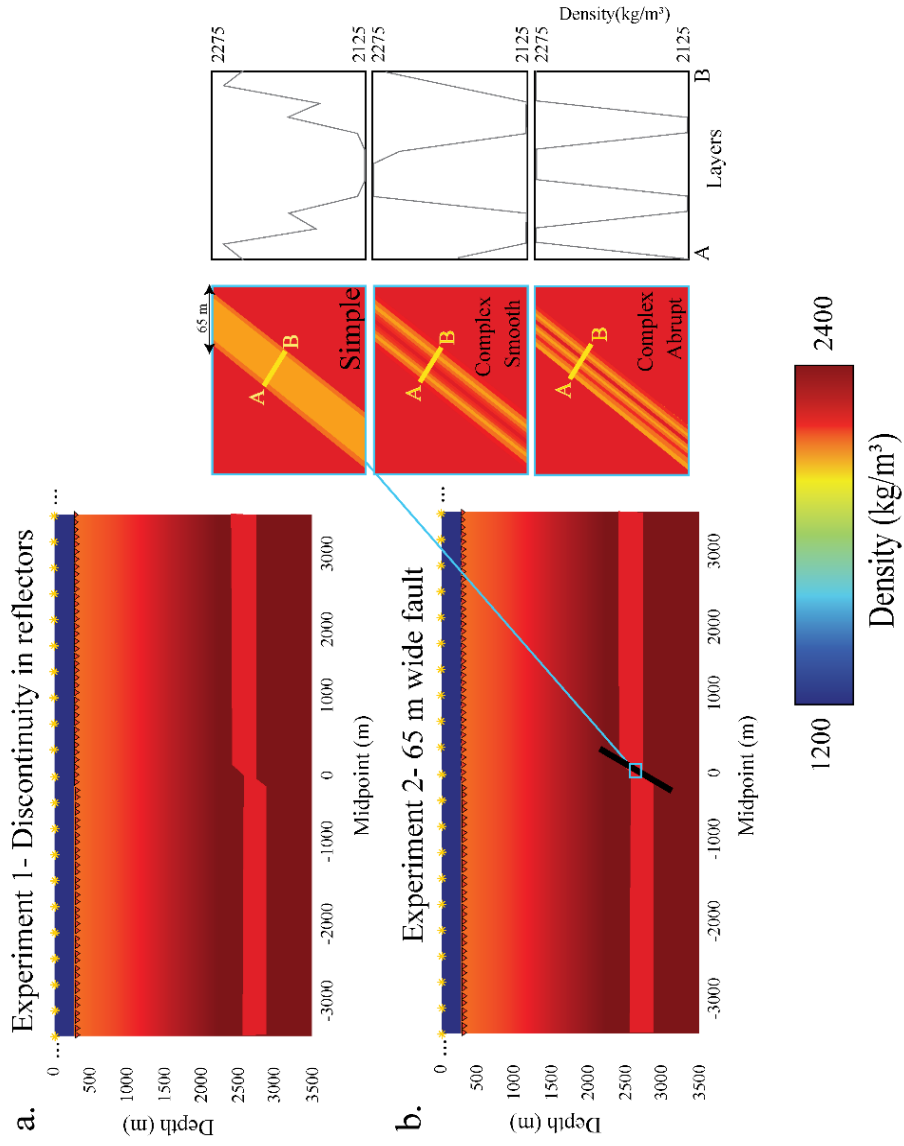 a.
Experiment 1- Discontinuity in reflectors
....
....
0
500
1000
1500
2000
2500
3000
3500
Depth (m)
-3000
-2000
-1000
0
1000
2000
3000
Midpoint (m)
b.
Experiment 2- 65 m wide fault
....
....
0
500
1000
1500
2000
2500
3000
3500
Depth (m)
-3000
-2000
-1000
0
1000
2000
3000
Midpoint (m)
65 m
A
B
Simple
A
B
Complex
Smooth
A
B
Complex
Abrupt
2275
2125
2275
2125
2275
2125
Density(kg/m³)
A
Layers
B
1200
2400
Density (kg/m³)